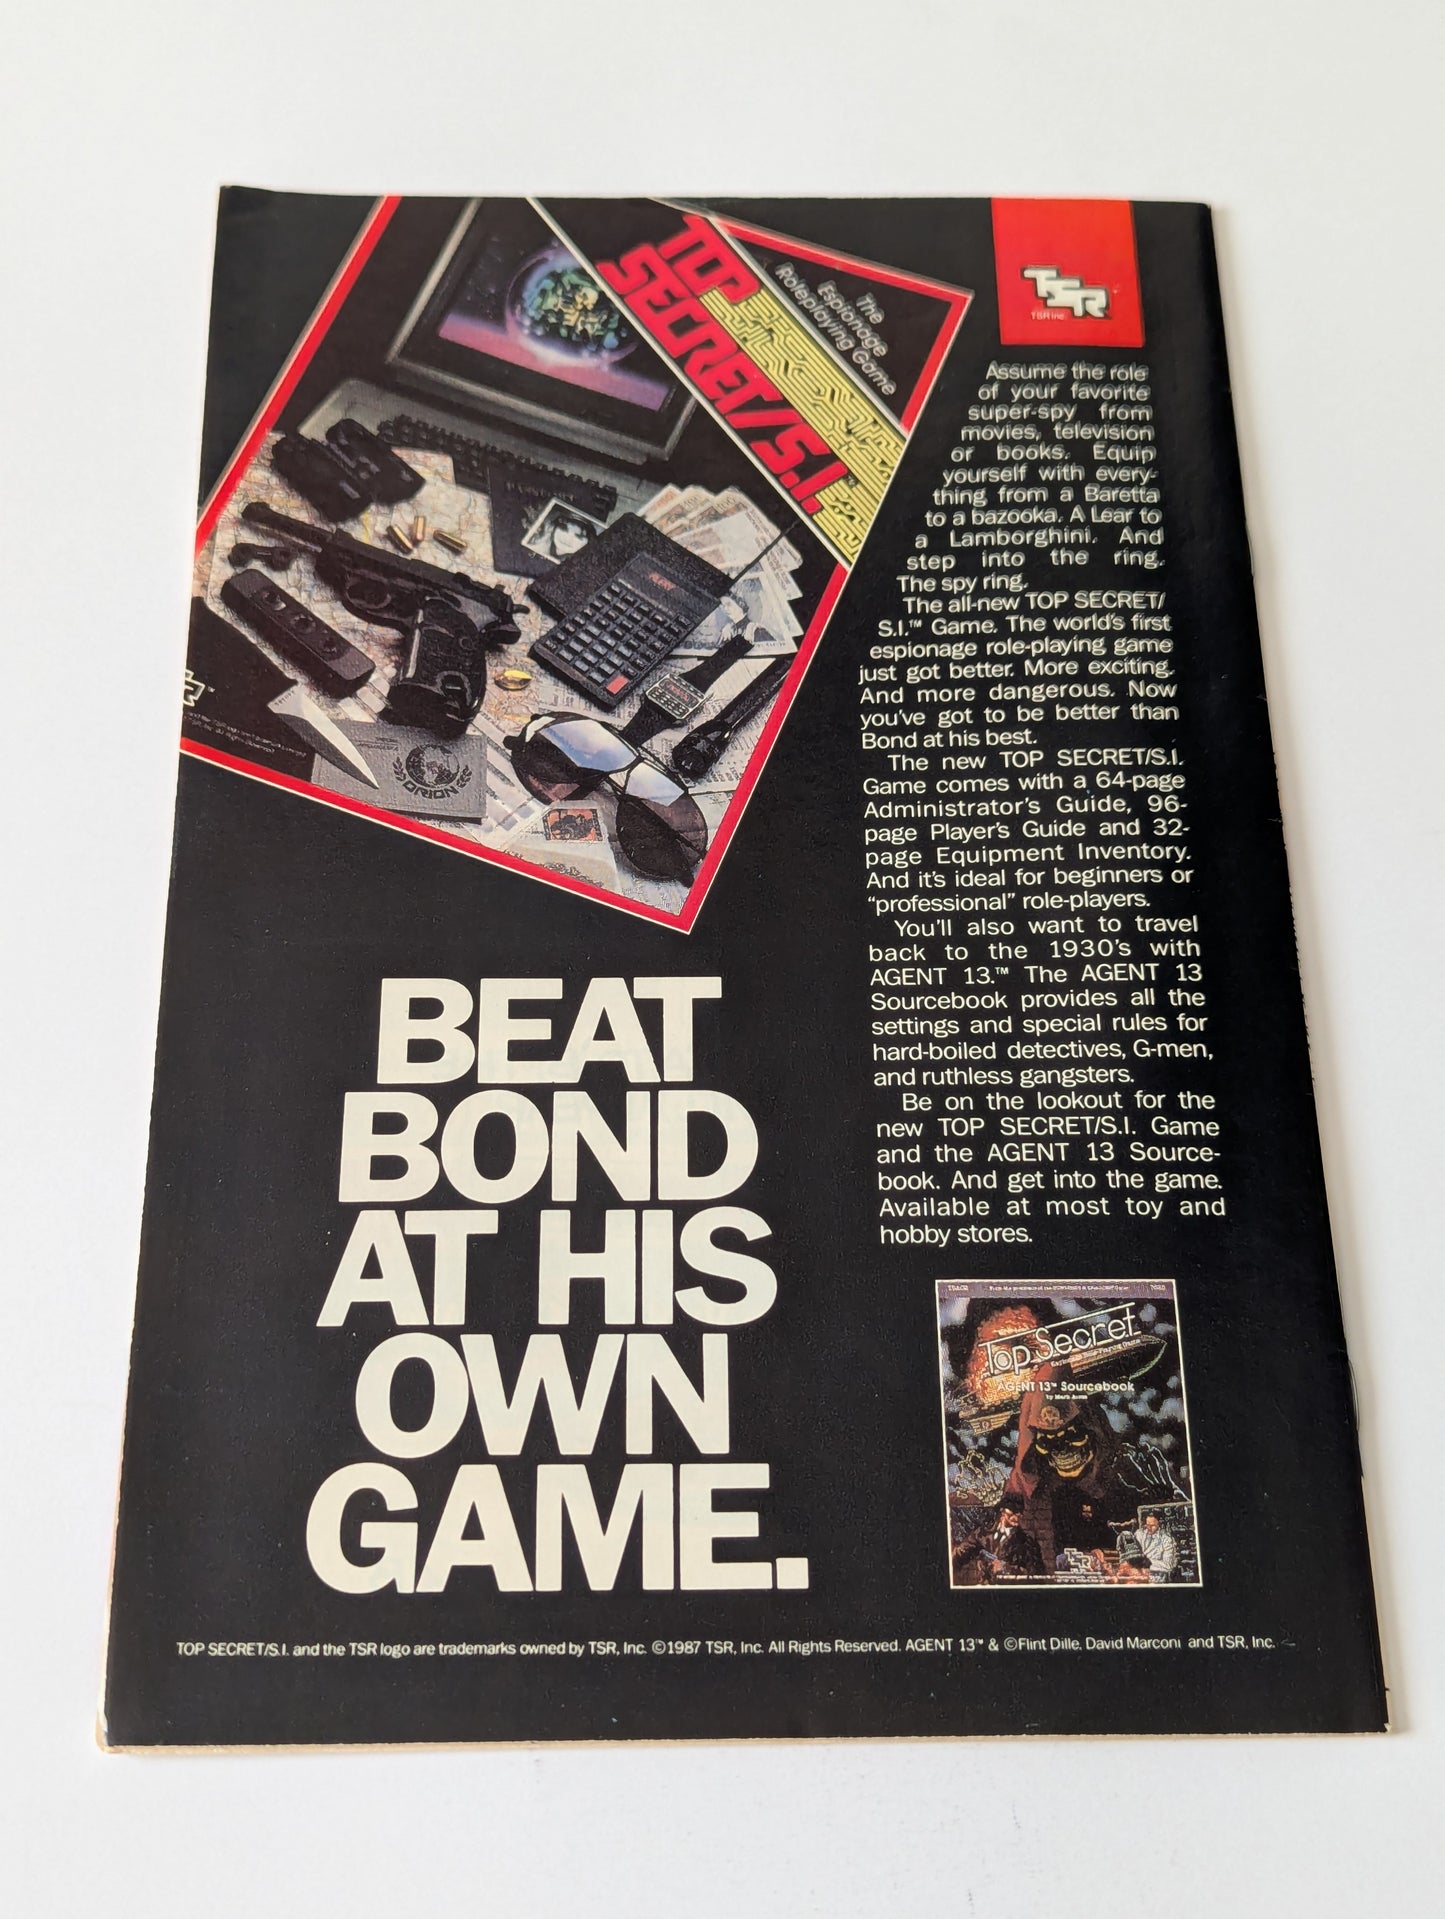 TOP
SECRET/S.I.™
The
Espionage
Roleplaying Game
ORION
TSR
TSR Inc.
Assume the role
of your favorite
super-spy from
movies, television
or books. Equip
yourself with every-
thing from a Baretta
to a bazooka. A Lear to
a Lamborghini. And
step into the ring.
The spy ring.
The all-new TOP SECRET/
S.I.™ Game. The world's first
espionage role-playing game
just got better. More exciting.
And more dangerous. Now
you've got to be better than
Bond at his best.
The new TOP SECRET/S.I.
Game comes with a 64-page
Administrator's Guide, 96-
page Player's Guide and 32-
page Equipment Inventory.
And it's ideal for beginners or
“professional” role-players.
You'll also want to travel
back to the 1930's with
AGENT 13.™ The AGENT 13
Sourcebook provides all the
settings and special rules for
hard-boiled detectives, G-men,
and ruthless gangsters.
Be on the lookout for the
new TOP SECRET/S.I. Game
and the AGENT 13 Source-
book. And get into the game.
Available at most toy and
hobby stores.
BEAT
BOND
AT HIS
OWN
GAME.
Top Secret
Espionage Role-Playing Game
AGENT 13™ Sourcebook
by Mark Acres
TSR
TOP SECRET/S.I. and the TSR logo are trademarks owned by TSR, Inc. ©1987 TSR, Inc. All Rights Reserved. AGENT 13™ & ©Flint Dille, David Marconi and TSR, Inc.